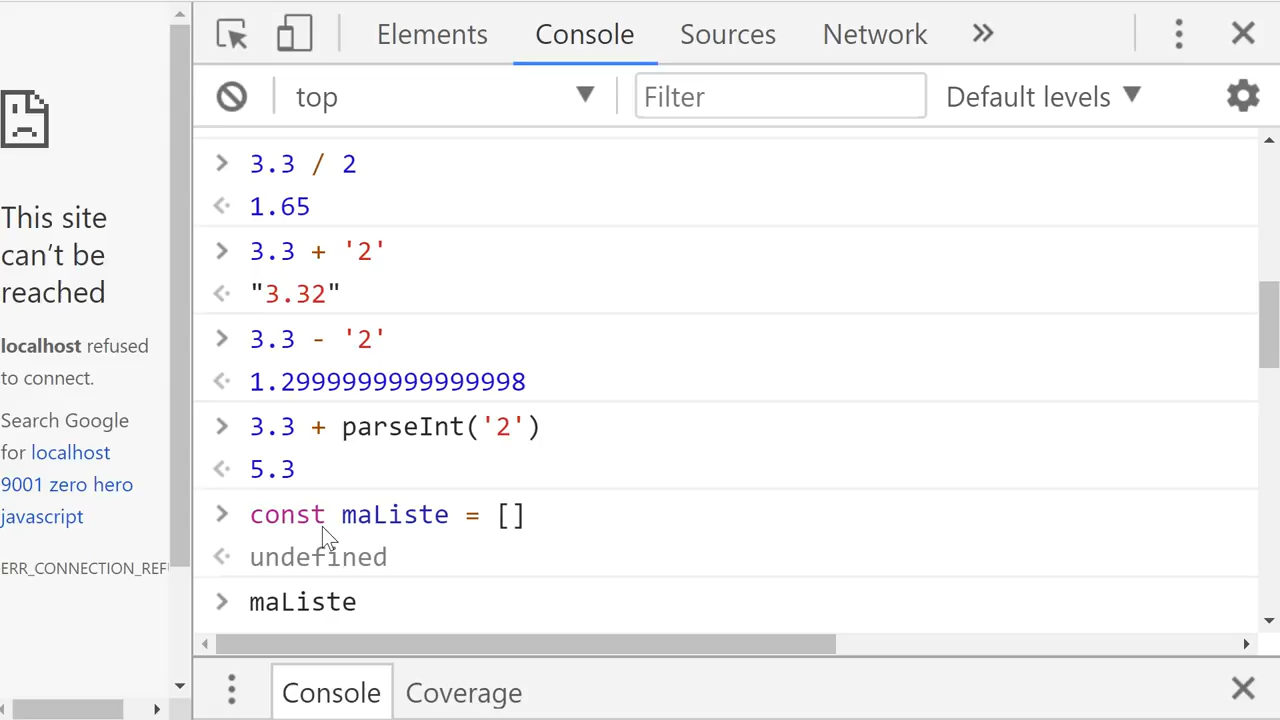 This site
can’t be
reached
localhost refused
to connect.
Search Google
for localhost
9001 zero hero
javascript
Elements Console Sources Network »
top Filter Default levels
> 3.3 / 2
1.65
> 3.3 + '2'
"3.32"
> 3.3 - '2'
1.2999999999999998
> 3.3 + parseInt('2')
5.3
> const maListe = []
undefined
> maListe
Console Coverage